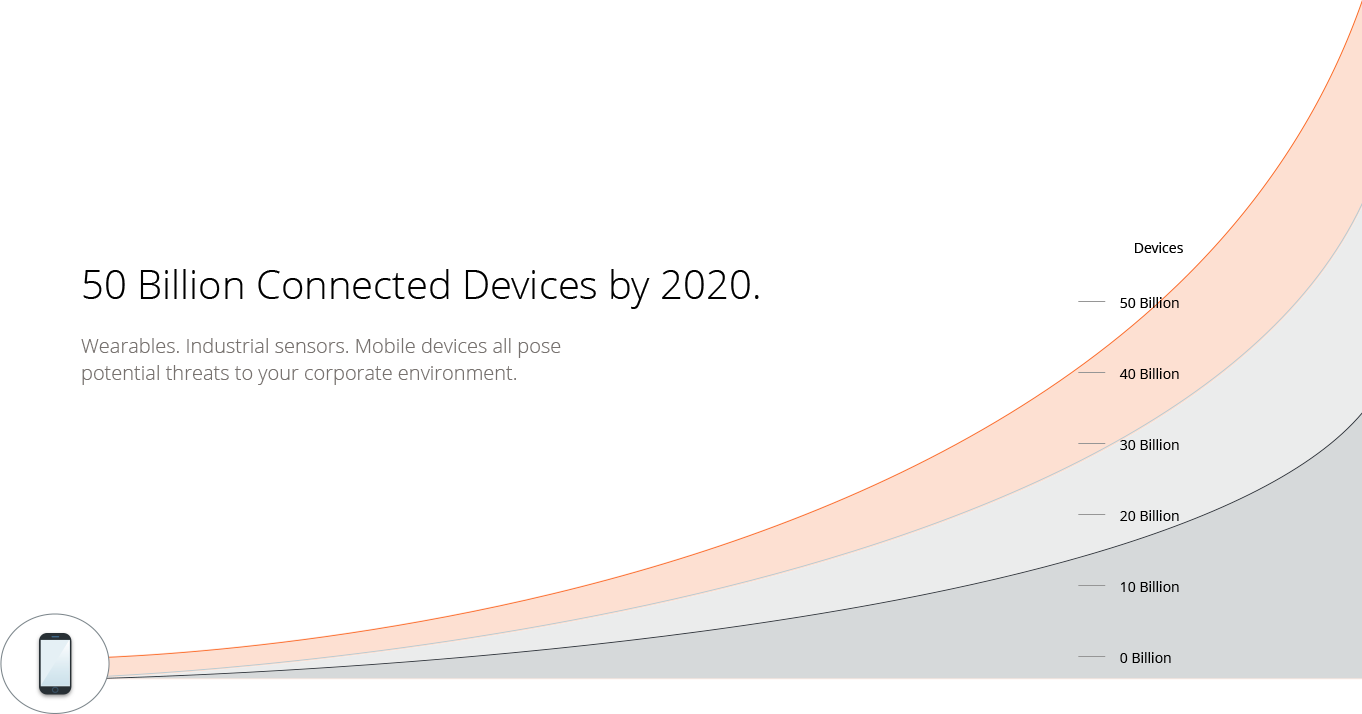 50 Billion Connected Devices by 2020.
Wearables. Industrial sensors. Mobile devices all pose
potential threats to your corporate environment.
Devices
50 Billion
40 Billion
30 Billion
20 Billion
10 Billion
0 Billion